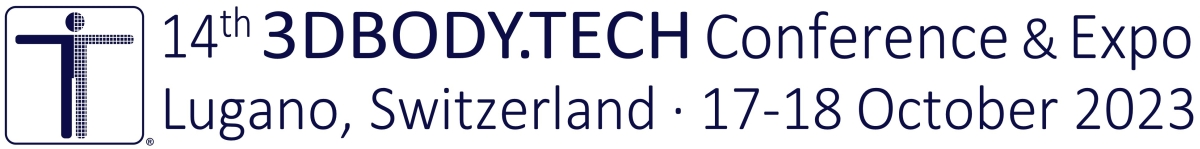 14th 3DBODY.TECH Conference & Expo
Lugano, Switzerland · 17-18 October 2023
®